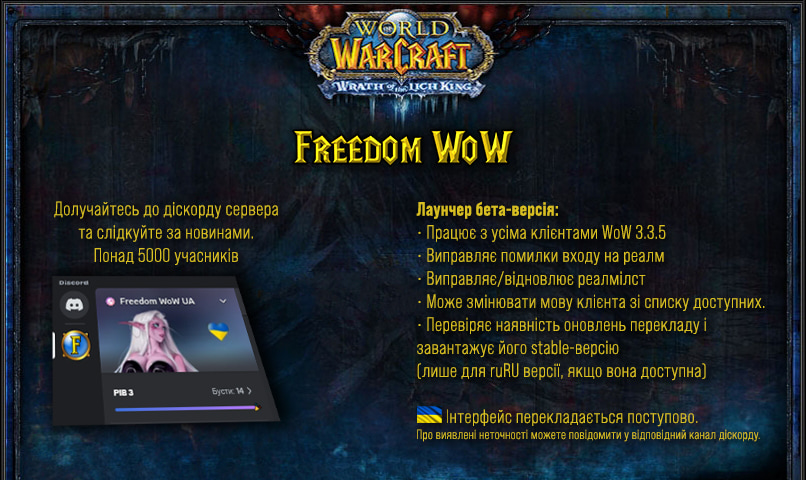 WORLD
OF
WARCRAFT
WRATH of the LICH KING
FREEDOM WOW
Долучайтесь до діскорду сервера
та слідкуйте за новинами.
Понад 5000 учасників
Discord
Freedom WoW UA
F
РІВ 3
Бусти: 14
Лаунчер бета-версія:
· Працює з усіма клієнтами WoW 3.3.5
· Виправляє помилки входу на реалм
· Виправляє/відновлює реалмліст
· Може змінювати мову клієнта зі списку доступних.
· Перевіряє наявність оновлень перекладу і
завантажує його stable-версію
(лише для ruRU версії, якщо вона доступна)
Інтерфейс перекладається поступово.
Про виявлені неточності можете повідомити у відповідний канал діскорду.